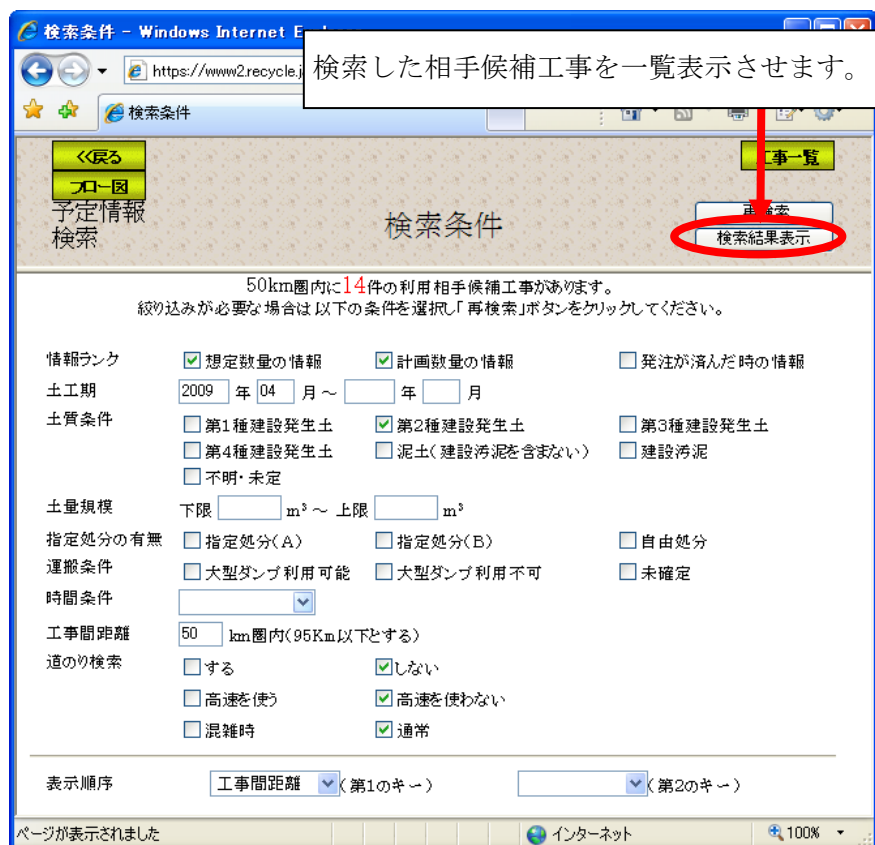 検索条件 - Windows Internet E
検索した相手候補工事を一覧表示させます。
https://www2.recycle.j
検索条件
<<戻る
工事一覧
フロー図
予定情報
検索
検索条件
再検索
検索結果表示
50km圏内に14件の利用相手候補工事があります。
絞り込みが必要な場合は以下の条件を選択し「再検索」ボタンをクリックしてください。
情報ランク 想定数量の情報 計画数量の情報 発注が済んだ時の情報
土工期 2009 年 04 月～ 年 月
土質条件 第1種建設発生土 第2種建設発生土 第3種建設発生土
第4種建設発生土 泥土(建設汚泥を含まない) 建設汚泥
不明・未定
土量規模 下限 m³～ 上限 m³
指定処分の有無 指定処分(A) 指定処分(B) 自由処分
運搬条件 大型ダンプ利用可能 大型ダンプ利用不可 未確定
時間条件
工事間距離 50 km圏内(95Km以下とする)
道のり検索 する しない
高速を使う 高速を使わない
混雑時 通常
表示順序 工事間距離 (第1のキー) (第2のキー)
ページが表示されました インターネット 100%